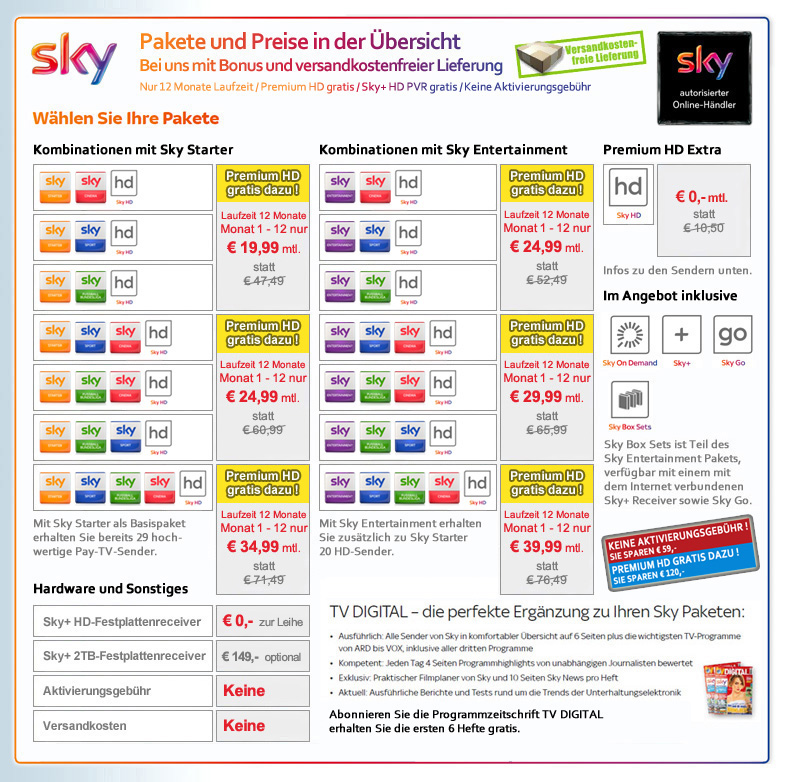 sky
Pakete und Preise in der Übersicht
Bei uns mit Bonus und versandkostenfreier Lieferung
Nur 12 Monate Laufzeit / Premium HD gratis / Sky+ HD PVR gratis / Keine Aktivierungsgebühr
Versandkosten-
freie Lieferung
sky
autorisierter
Online-Händler
Wählen Sie Ihre Pakete
Kombinationen mit Sky Starter
sky STARTER sky CINEMA hd Sky HD
sky STARTER sky SPORT hd Sky HD
sky STARTER sky FUSSBALL BUNDESLIGA hd Sky HD
Premium HD
gratis dazu !
Laufzeit 12 Monate
Monat 1 - 12 nur
€ 19,99 mtl.
statt
€ 47,49
sky STARTER sky SPORT sky CINEMA hd Sky HD
sky STARTER sky FUSSBALL BUNDESLIGA sky CINEMA hd Sky HD
sky STARTER sky FUSSBALL BUNDESLIGA sky SPORT hd Sky HD
Premium HD
gratis dazu !
Laufzeit 12 Monate
Monat 1 - 12 nur
€ 24,99 mtl.
statt
€ 60,99
sky STARTER sky SPORT sky FUSSBALL BUNDESLIGA sky CINEMA hd Sky HD
Premium HD
gratis dazu !
Laufzeit 12 Monate
Monat 1 - 12 nur
€ 34,99 mtl.
statt
€ 71,49
Mit Sky Starter als Basispaket
erhalten Sie bereits 29 hoch-
wertige Pay-TV-Sender.
Kombinationen mit Sky Entertainment
sky ENTERTAINMENT sky CINEMA hd Sky HD
sky ENTERTAINMENT sky SPORT hd Sky HD
sky ENTERTAINMENT sky FUSSBALL BUNDESLIGA hd Sky HD
Premium HD
gratis dazu !
Laufzeit 12 Monate
Monat 1 - 12 nur
€ 24,99 mtl.
statt
€ 52,49
sky ENTERTAINMENT sky SPORT sky CINEMA hd Sky HD
sky ENTERTAINMENT sky FUSSBALL BUNDESLIGA sky CINEMA hd Sky HD
sky ENTERTAINMENT sky FUSSBALL BUNDESLIGA sky SPORT hd Sky HD
Premium HD
gratis dazu !
Laufzeit 12 Monate
Monat 1 - 12 nur
€ 29,99 mtl.
statt
€ 65,99
sky ENTERTAINMENT sky SPORT sky FUSSBALL BUNDESLIGA sky CINEMA hd Sky HD
Premium HD
gratis dazu !
Laufzeit 12 Monate
Monat 1 - 12 nur
€ 39,99 mtl.
statt
€ 76,49
Mit Sky Entertainment erhalten
Sie zusätzlich zu Sky Starter
20 HD-Sender.
Premium HD Extra
hd
Sky HD
€ 0,- mtl.
statt
€ 10,50
Infos zu den Sendern unten.
Im Angebot inklusive
Sky On Demand
+
Sky+
go
Sky Go
Sky Box Sets
Sky Box Sets ist Teil des
Sky Entertainment Pakets,
verfügbar mit einem mit
dem Internet verbundenen
Sky+ Receiver sowie Sky Go.
KEINE AKTIVIERUNGSGEBÜHR !
SIE SPAREN € 59,-
PREMIUM HD GRATIS DAZU !
SIE SPAREN € 120,-
Hardware und Sonstiges
Sky+ HD-Festplattenreceiver € 0,- zur Leihe
Sky+ 2TB-Festplattenreceiver € 149,- optional
Aktivierungsgebühr Keine
Versandkosten Keine
TV DIGITAL – die perfekte Ergänzung zu Ihren Sky Paketen:
• Ausführlich: Alle Sender von Sky in komfortabler Übersicht auf 6 Seiten plus die wichtigsten TV-Programme
von ARD bis VOX, inklusive aller dritten Programme
• Kompetent: Jeden Tag 4 Seiten Programmhighlights von unabhängigen Journalisten bewertet
• Exklusiv: Praktischer Filmplaner von Sky und 10 Seiten Sky News pro Heft
• Aktuell: Ausführliche Berichte und Tests rund um die Trends der Unterhaltungselektronik
DIGITAL
Abonnieren Sie die Programmzeitschrift TV DIGITAL
erhalten Sie die ersten 6 Hefte gratis.